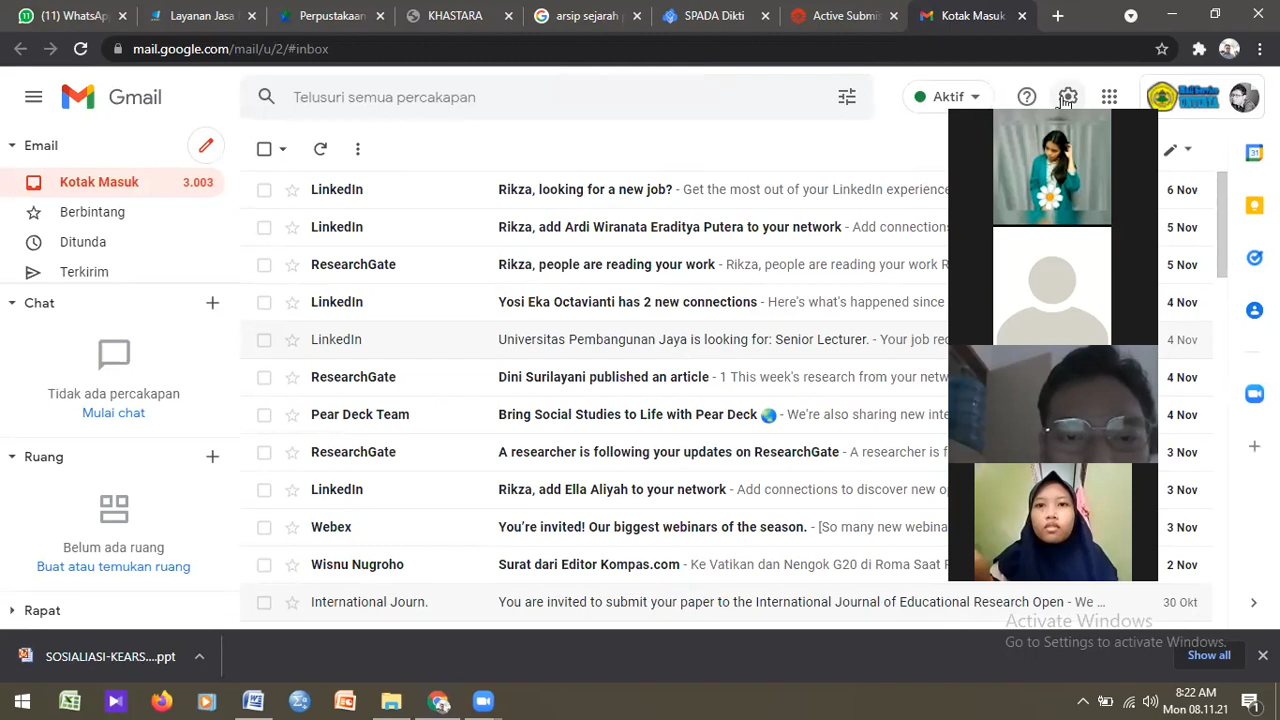 (11) WhatsApp
Layanan Jasa
Perpustakaan
KHASTARA
arsip sejarah p
SPADA Dikti
Active Submis
Kotak Masuk
mail.google.com/mail/u/2/#inbox
Gmail
Telusuri semua percakapan
Aktif
Email
Kotak Masuk 3.003
Berbintang
Ditunda
Terkirim
Chat
Tidak ada percakapan
Mulai chat
Ruang
Belum ada ruang
Buat atau temukan ruang
Rapat
LinkedIn Rikza, looking for a new job? - Get the most out of your LinkedIn experience 6 Nov
LinkedIn Rikza, add Ardi Wiranata Eraditya Putera to your network - Add connections 5 Nov
ResearchGate Rikza, people are reading your work - Rikza, people are reading your work R 5 Nov
LinkedIn Yosi Eka Octavianti has 2 new connections - Here's what's happened since 4 Nov
LinkedIn Universitas Pembangunan Jaya is looking for: Senior Lecturer. - Your job rec 4 Nov
ResearchGate Dini Surilayani published an article - 1 This week's research from your netw 4 Nov
Pear Deck Team Bring Social Studies to Life with Pear Deck 🌏 - We're also sharing new inte 4 Nov
ResearchGate A researcher is following your updates on ResearchGate - A researcher is f 3 Nov
LinkedIn Rikza, add Ella Aliyah to your network - Add connections to discover new op 3 Nov
Webex You're invited! Our biggest webinars of the season. - [So many new webina 3 Nov
Wisnu Nugroho Surat dari Editor Kompas.com - Ke Vatikan dan Nengok G20 di Roma Saat P 2 Nov
International Journ. You are invited to submit your paper to the International Journal of Educational Research Open - We ... 30 Okt
31
Activate Windows
Go to Settings to activate Windows.
SOSIALIASI-KEARS....ppt
Show all
8:22 AM
Mon 08.11.21
1